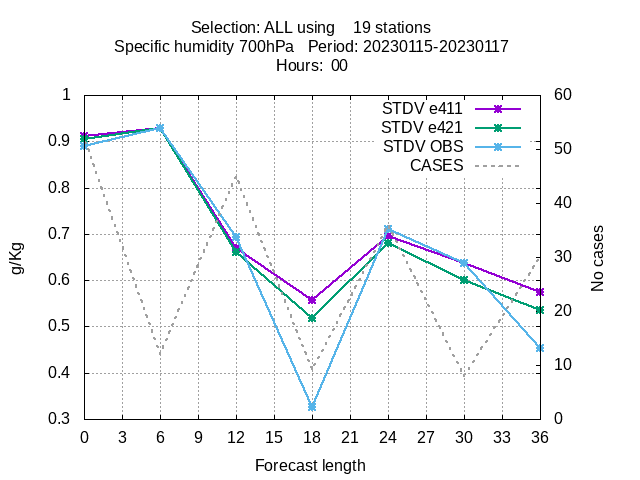 Selection: ALL using 19 stations
Specific humidity 700hPa Period: 20230115-20230117
Hours: 00
STDV e411
STDV e421
STDV OBS
CASES
1
0.9
0.8
0.7
0.6
0.5
0.4
0.3
60
50
40
30
20
10
0
g/Kg
No cases
0 3 6 9 12 15 18 21 24 27 30 33 36
Forecast length